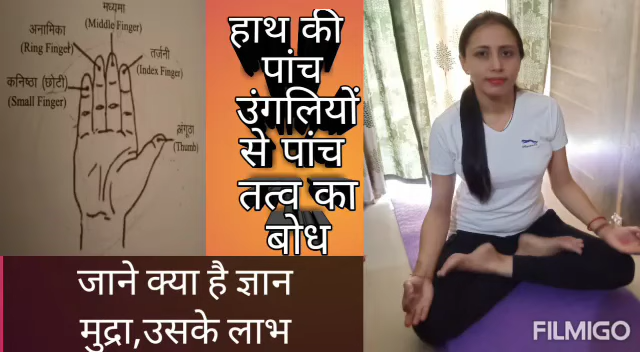 मध्यमा
(Middle Finger)
अनामिका
(Ring Finger)
तर्जनी
(Index Finger)
कनिष्ठा (छोटी)
(Small Finger)
अंगूठा
(Thumb)
हाथ की
पांच
उंगलियों
से पांच
तत्व का
बोध
जाने क्या है ज्ञान
मुद्रा,उसके लाभ
FILMIGO